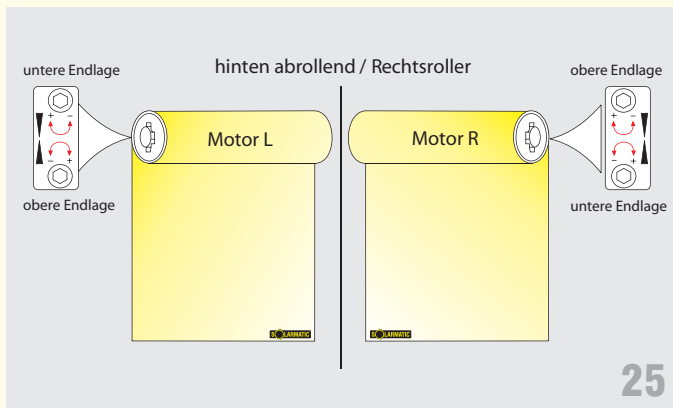 hinten abrollend / Rechtsroller
untere Endlage
+ -
- +
obere Endlage
Motor L
SOLARMATIC
Motor R
SOLARMATIC
obere Endlage
+ -
- +
untere Endlage
25